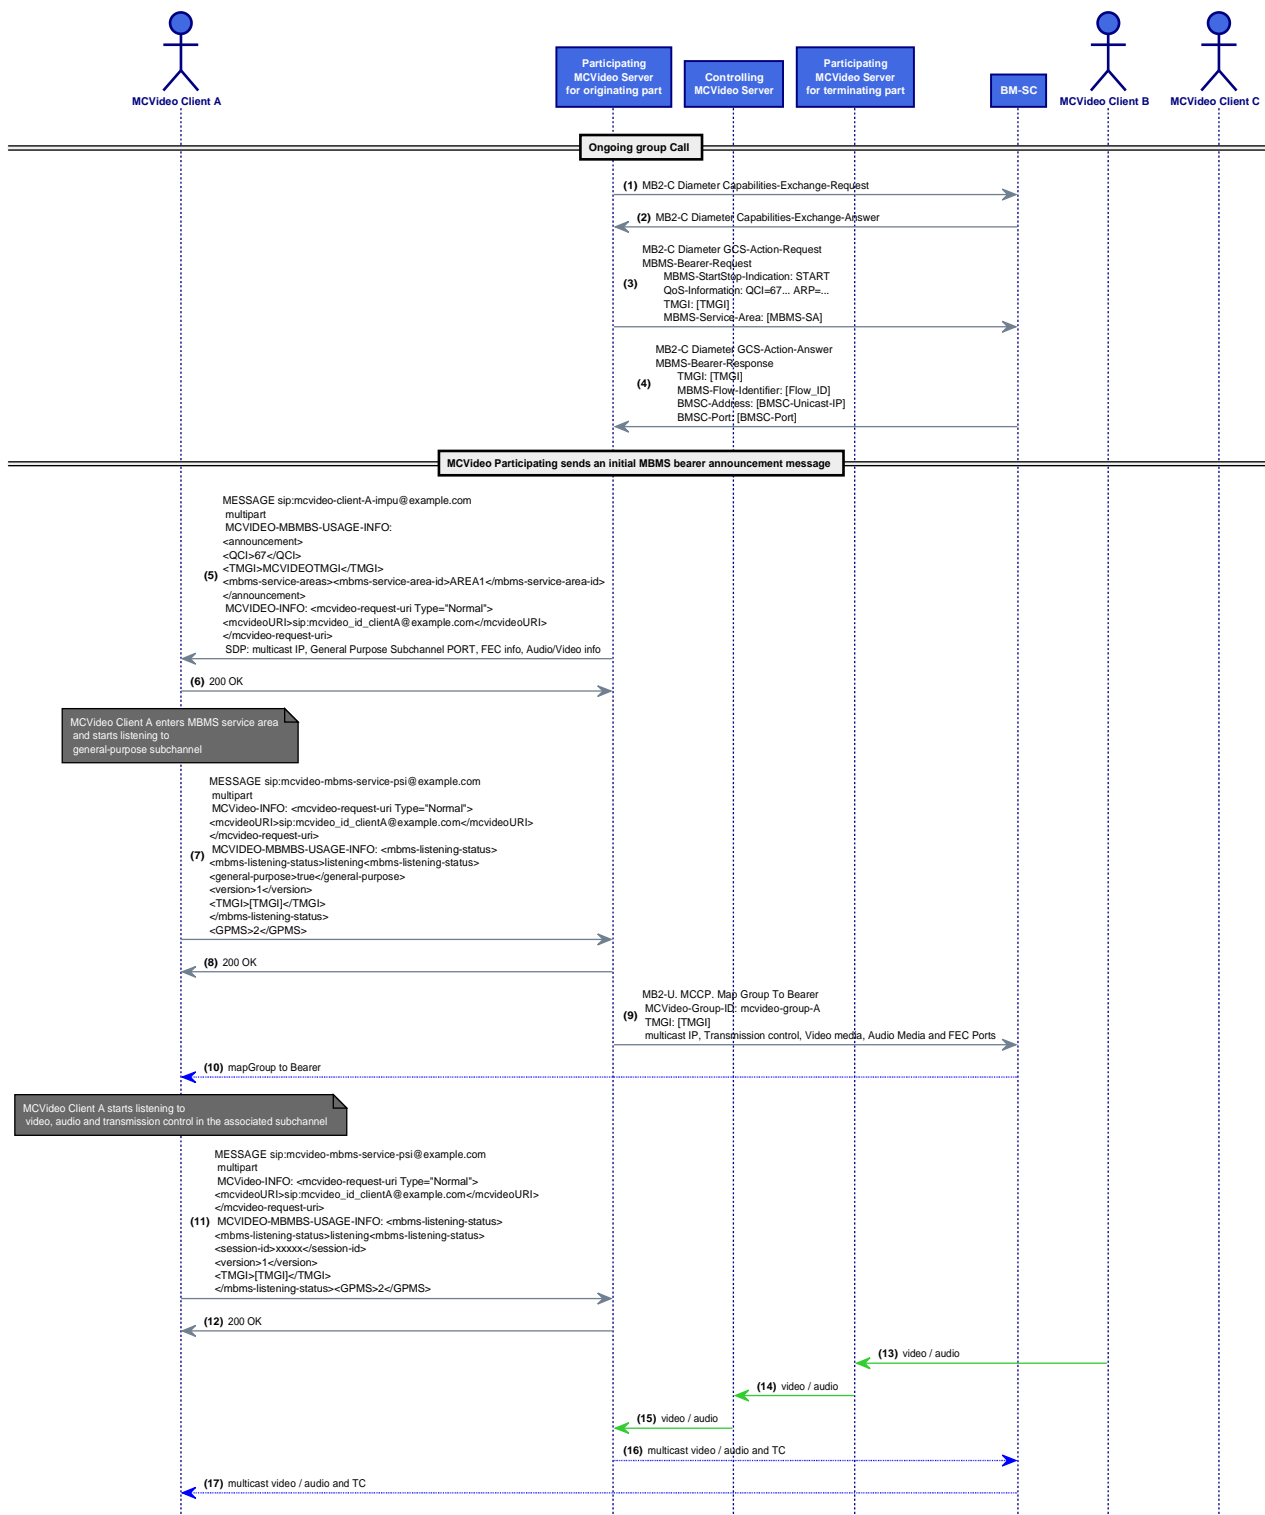 Participating
MCVideo Server
for originating part
Controlling
MCVideo Server
Participating
MCVideo Server
for terminating part
BM-SC
MCVideo Client A
MCVideo Client B
MCVideo Client C
Ongoing group Call
(1) MB2-C Diameter Capabilities-Exchange-Request
(2) MB2-C Diameter Capabilities-Exchange-Answer
MB2-C Diameter GCS-Action-Request
MBMS-Bearer-Request
MBMS-StartStop-Indication: START
(3)
QoS-Information: QCI=67... ARP=...
TMGI: [TMGI]
MBMS-Service-Area: [MBMS-SA]
MB2-C Diameter GCS-Action-Answer
MBMS-Bearer-Response
TMGI: [TMGI]
(4)
MBMS-Flow-Identifier: [Flow_ID]
BMSC-Address: [BMSC-Unicast-IP]
BMSC-Port: [BMSC-Port]
MCVideo Participating sends an initial MBMS bearer announcement message
MESSAGE sip:mcvideo-client-A-impu@example.com
multipart
MCVIDEO-MBMBS-USAGE-INFO:
<announcement>
<QCI>67</QCI>
<TMGI>MCVIDEOTMGI</TMGI>
(5)
<mbms-service-areas><mbms-service-area-id>AREA1</mbms-service-area-id>
</announcement>
MCVIDEO-INFO: <mcvideo-request-uri Type="Normal">
<mcvideoURI>sip:mcvideo_id_clientA@example.com</mcvideoURI>
</mcvideo-request-uri>
SDP: multicast IP, General Purpose Subchannel PORT, FEC info, Audio/Video info
(6) 200 OK
MCVideo Client A enters MBMS service area
and starts listening to
general-purpose subchannel
MESSAGE sip:mcvideo-mbms-service-psi@example.com
multipart
MCVideo-INFO: <mcvideo-request-uri Type="Normal">
<mcvideoURI>sip:mcvideo_id_clientA@example.com</mcvideoURI>
</mcvideo-request-uri>
(7) MCVIDEO-MBMBS-USAGE-INFO: <mbms-listening-status>
<mbms-listening-status>listening<mbms-listening-status>
<general-purpose>true</general-purpose>
<version>1</version>
<TMGI>[TMGI]</TMGI>
</mbms-listening-status>
<GPMS>2</GPMS>
(8) 200 OK
MB2-U. MCCP. Map Group To Bearer
MCVideo-Group-ID: mcvideo-group-A
(9)
TMGI: [TMGI]
multicast IP, Transmission control, Video media, Audio Media and FEC Ports
(10) mapGroup to Bearer
MCVideo Client A starts listening to
video, audio and transmission control in the associated subchannel
MESSAGE sip:mcvideo-mbms-service-psi@example.com
multipart
MCVideo-INFO: <mcvideo-request-uri Type="Normal">
<mcvideoURI>sip:mcvideo_id_clientA@example.com</mcvideoURI>
</mcvideo-request-uri>
(11) MCVIDEO-MBMBS-USAGE-INFO: <mbms-listening-status>
<mbms-listening-status>listening<mbms-listening-status>
<session-id>xxxxx</session-id>
<version>1</version>
<TMGI>[TMGI]</TMGI>
</mbms-listening-status><GPMS>2</GPMS>
(12) 200 OK
(13) video / audio
(14) video / audio
(15) video / audio
(16) multicast video / audio and TC
(17) multicast video / audio and TC